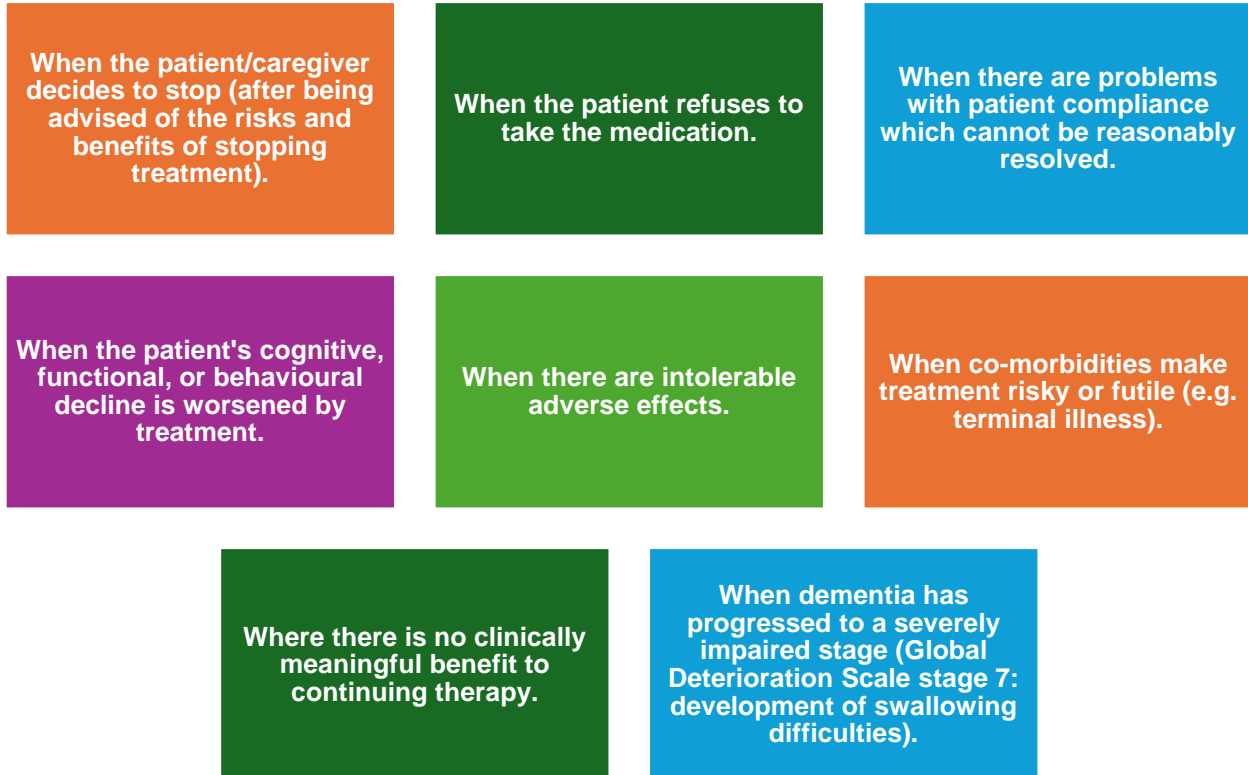 When the patient/caregiver
decides to stop (after being
advised of the risks and
benefits of stopping
treatment).
When the patient refuses to
take the medication.
When there are problems
with patient compliance
which cannot be reasonably
resolved.
When the patient's cognitive,
functional, or behavioural
decline is worsened by
treatment.
When there are intolerable
adverse effects.
When co-morbidities make
treatment risky or futile (e.g.
terminal illness).
Where there is no clinically
meaningful benefit to
continuing therapy.
When dementia has
progressed to a severely
impaired stage (Global
Deterioration Scale stage 7:
development of swallowing
difficulties).